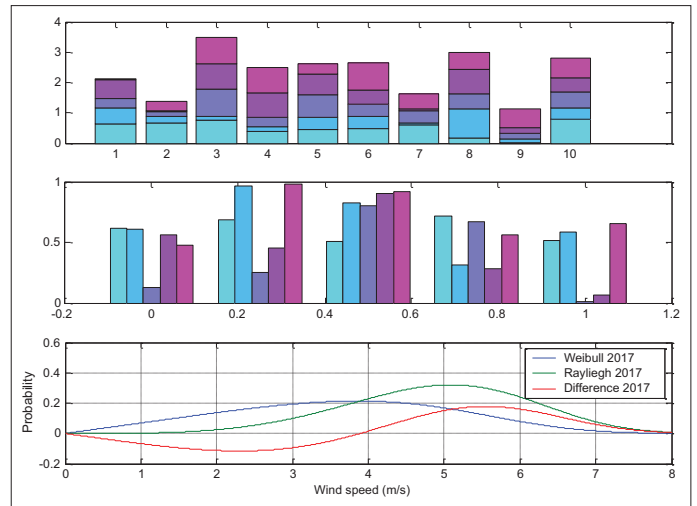 4
3
2
1
0
1 2 3 4 5 6 7 8 9 10
1
0.5
0
-0.2 0 0.2 0.4 0.6 0.8 1 1.2
0.6
0.4
0.2
0
-0.2
Probability
Weibull 2017
Rayliegh 2017
Difference 2017
0 1 2 3 4 5 6 7 8
Wind speed (m/s)